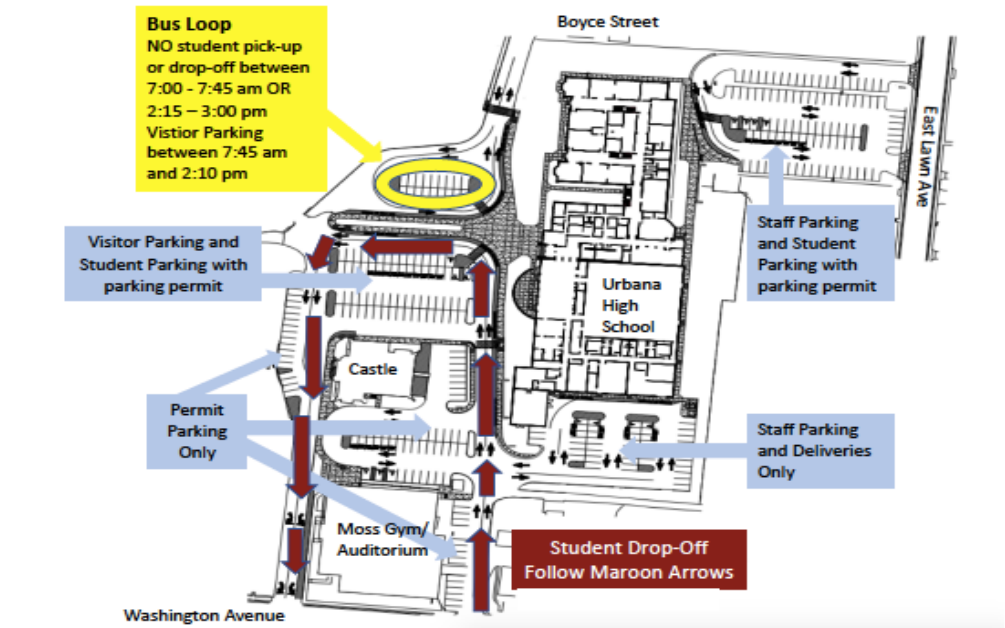 Boyce Street
Bus Loop
NO student pick-up
or drop-off between
7:00 - 7:45 am OR
2:15 – 3:00 pm
Vistior Parking
between 7:45 am
and 2:10 pm
East Lawn Ave
Visitor Parking and
Student Parking with
parking permit
Staff Parking
and Student
Parking with
parking permit
Urbana
High
School
Castle
Permit
Parking
Only
Staff Parking
and Deliveries
Only
Moss Gym/
Auditorium
Student Drop-Off
Follow Maroon Arrows
Washington Avenue